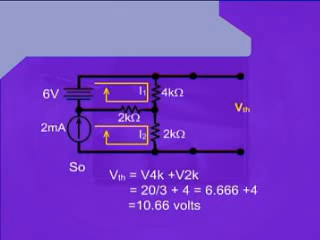 I₁
6V
4kΩ
Vth
2kΩ
2mA
I₂
2kΩ
So
Vth = V4k +V2k
= 20/3 + 4 = 6.666 +4
=10.66 volts